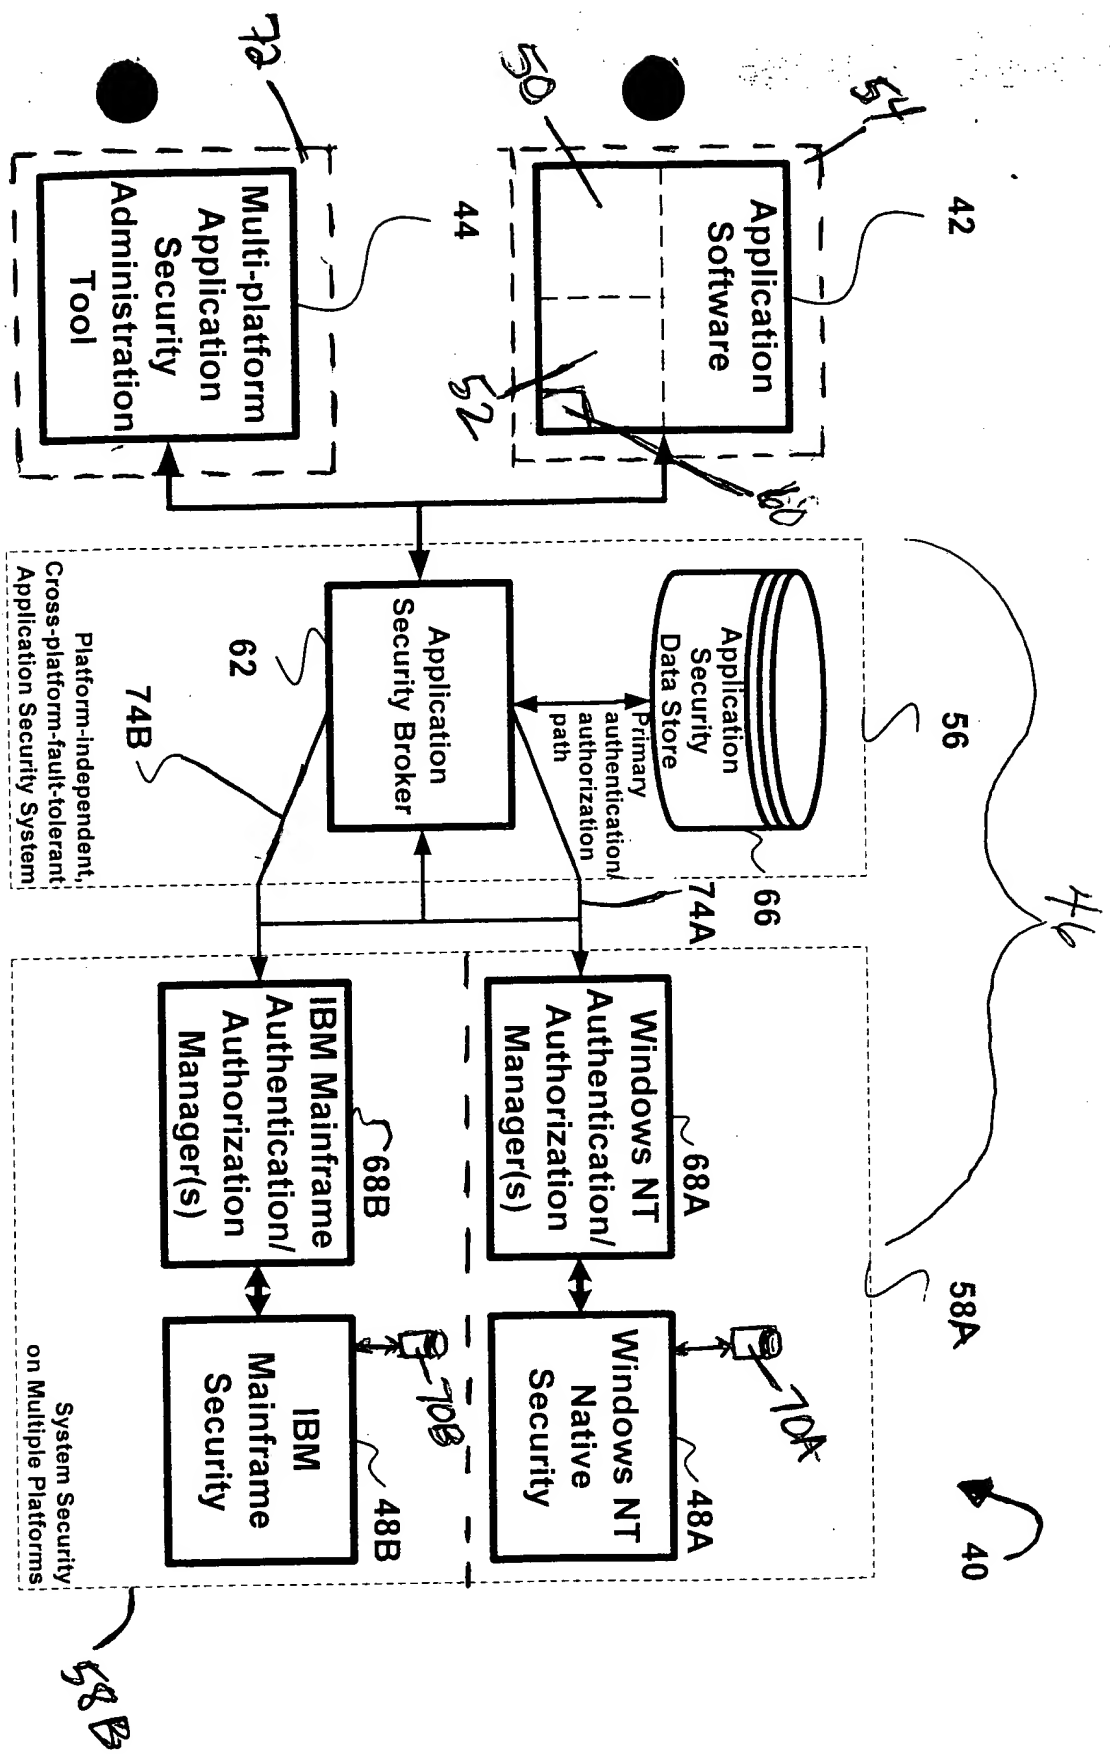 40
46
42
56
58A
54
Application
Software
50
52
60
Application
Security
Data Store
66
Primary
authentication/
authorization
path
74A
Windows NT
Authentication/
Authorization
Manager(s)
68A
Windows NT
Native
Security
48A
70A
44
72
Multi-platform
Application
Security
Administration
Tool
Application
Security Broker
62
74B
IBM Mainframe
Authentication/
Authorization
Manager(s)
68B
IBM
Mainframe
Security
48B
70B
Platform-independent,
Cross-platform-fault-tolerant
Application Security System
System Security
on Multiple Platforms
58B